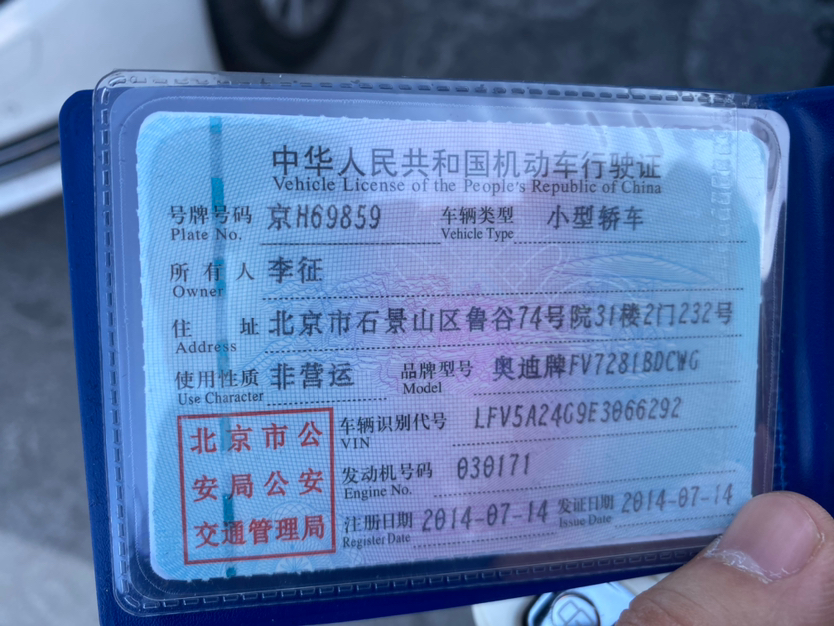 中华人民共和国机动车行驶证
Vehicle License of the People's Republic of China
号牌号码 京H69859 车辆类型 小型轿车
Plate No. Vehicle Type
所有人 李征
Owner
住址 北京市石景山区鲁谷74号院31楼2门232号
Address
使用性质 非营运 品牌型号 奥迪牌FV7281BDCWG
Use Character Model
北京市公
安局公安
交通管理局
车辆识别代号 LFV5A24G9E3066292
VIN
发动机号码 030171
Engine No.
注册日期 2014-07-14 发证日期 2014-07-14
Register Date Issue Date